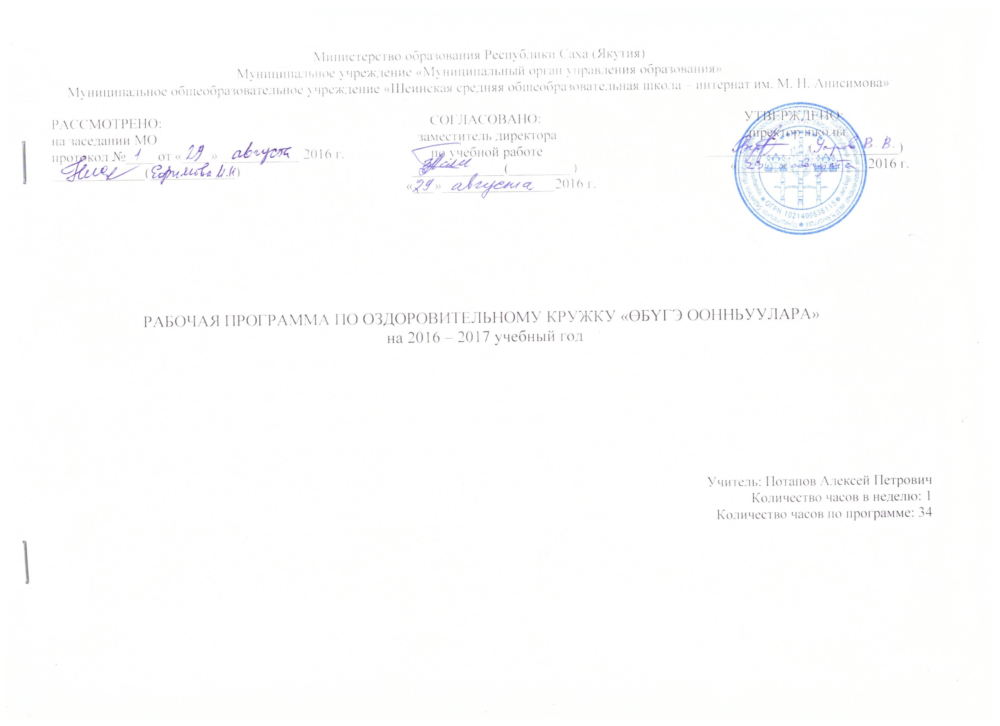 Министерство образования Республики Саха (Якутия)
Муниципальное учреждение «Муниципальный орган управления образования»
Муниципальное общеобразовательное учреждение «Шеинская средняя общеобразовательная школа – интернат им. М. Н. Анисимова»
РАССМОТРЕНО:
на заседании МО
протокол № 1 от « 29 » августа 2016 г.
(Ефимова И.Н)
СОГЛАСОВАНО:
заместитель директора
по учебной работе
( )
«29» августа 2016 г.
УТВЕРЖДЕНО:
директор школы
(Уаров В. В.)
« 29 » августа 2016 г.
ОГРН 1021400836115
РАБОЧАЯ ПРОГРАММА ПО ОЗДОРОВИТЕЛЬНОМУ КРУЖКУ «ӨБҮГЭ ООННЬУУЛАРА»
на 2016 – 2017 учебный год
Учитель: Потапов Алексей Петрович
Количество часов в неделю: 1
Количество часов по программе: 34